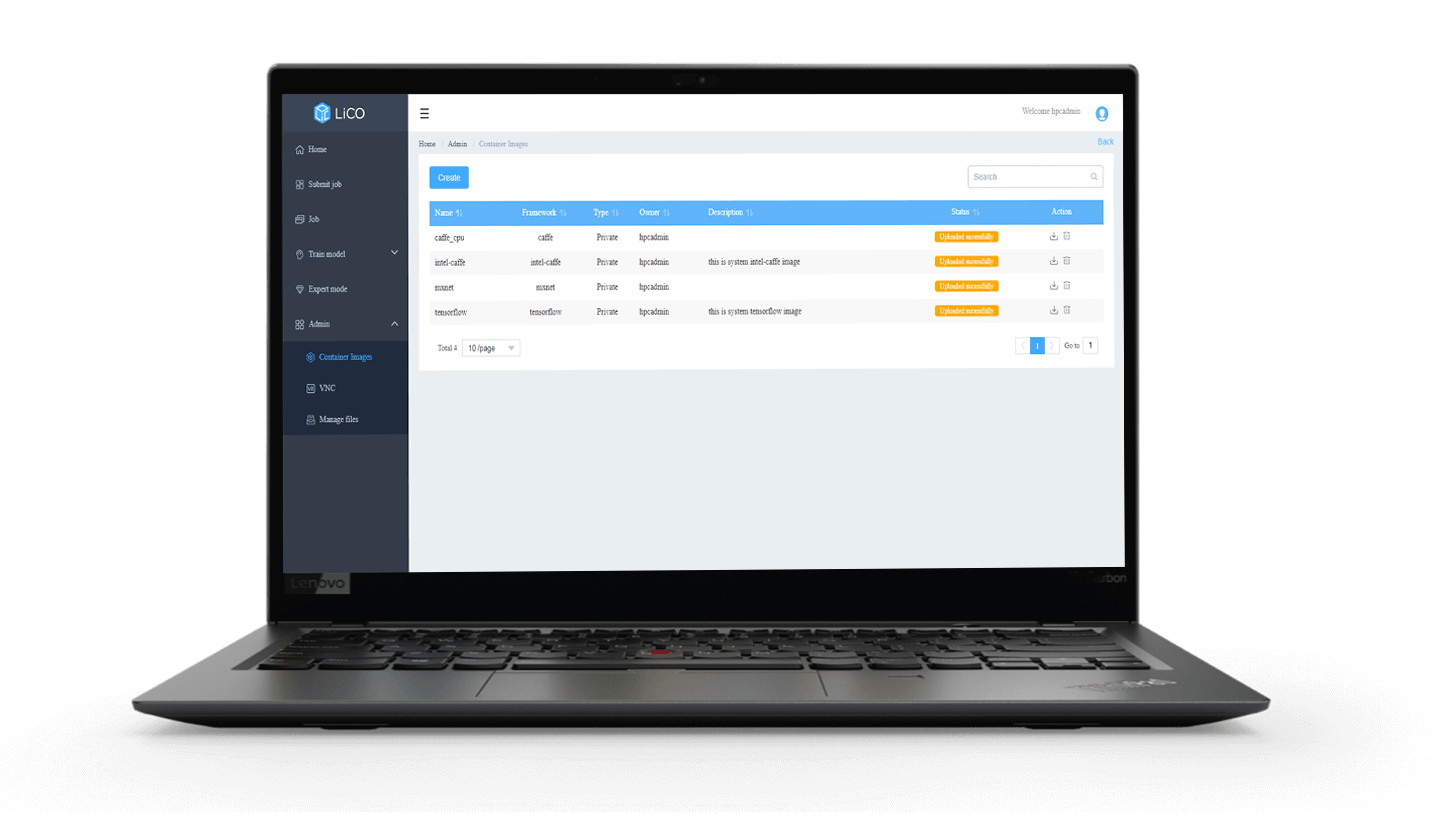 LiCO
Welcome hpcadmin
Home
Home / Admin / Container Images
Back
Submit job
Create
Search
Job
Name Framework Type Owner Description Status Action
caffe_cpu caffe Private hpcadmin Uploaded successfully
Train model
intel-caffe intel-caffe Private hpcadmin this is system intel-caffe image Uploaded successfully
Expert mode
mxnet mxnet Private hpcadmin Uploaded successfully
Admin
tensorflow tensorflow Private hpcadmin this is system tensorflow image Uploaded successfully
Total 4 10 /page
1 Go to 1
Container Images
VNC
Manage files
Lenovo